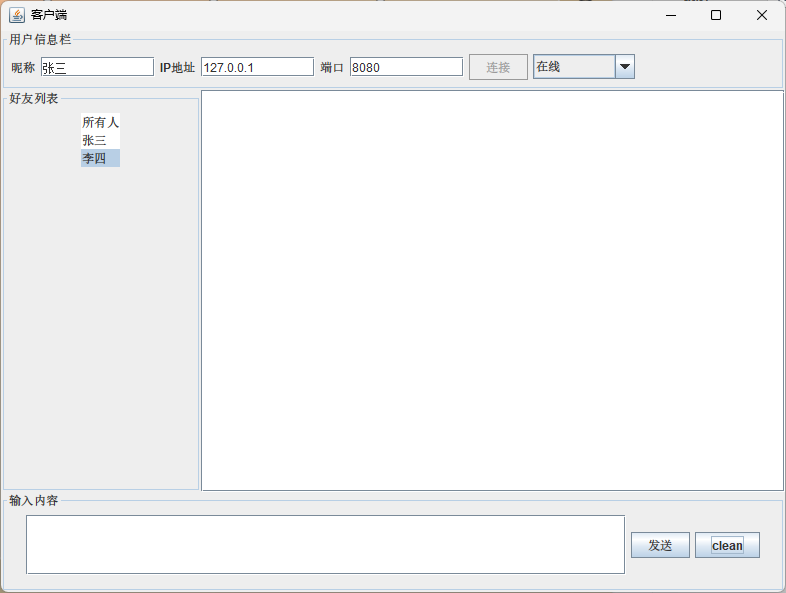 客户端
用户信息栏
昵称 张三 IP地址 127.0.0.1 端口 8080 连接 在线
好友列表
所有人
张三
李四
输入内容
发送 clean